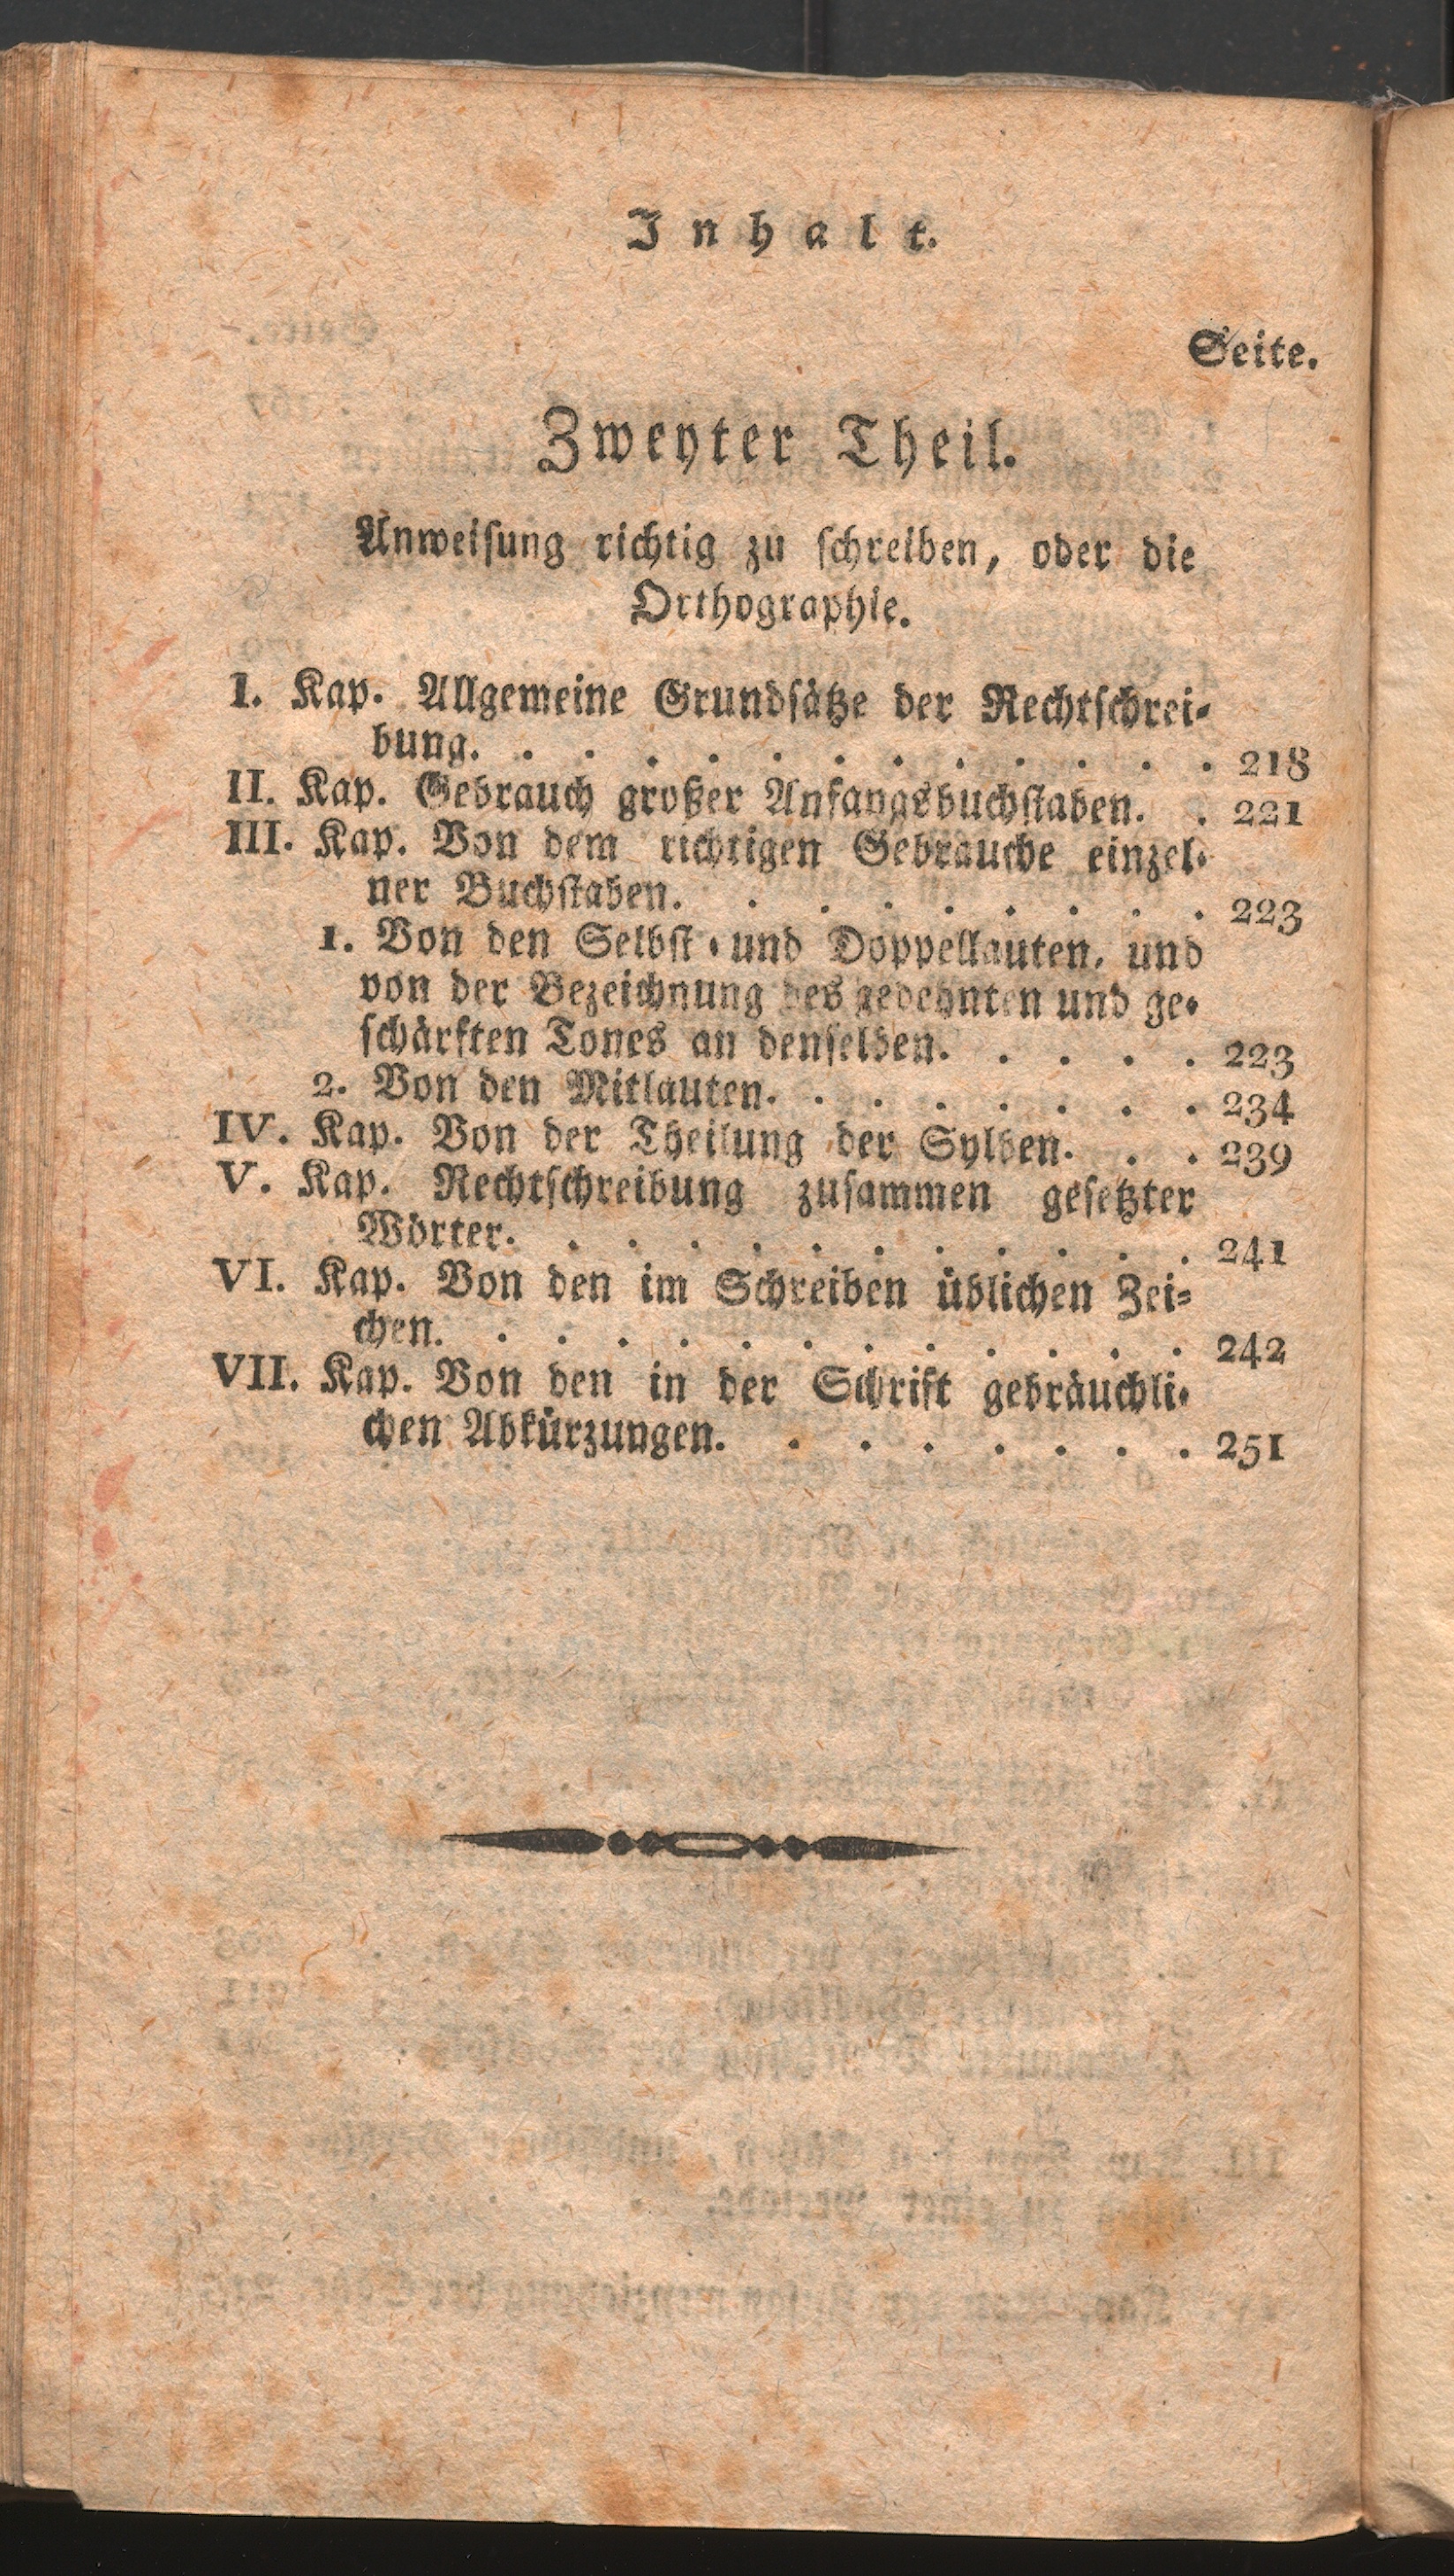 Inhalt.
Seite.
Zweyter Theil.
Anweisung richtig zu schreiben, oder die
Orthographie.
I. Kap. Allgemeine Grundsätze der Rechtschrei-
bung. . . . . . . . . . . . . 218
II. Kap. Gebrauch großer Anfangsbuchstaben. . 221
III. Kap. Von dem richtigen Gebrauche einzel-
ner Buchstaben. . . . . . . . . 223
1. Von den Selbst- und Doppellauten, und
von der Bezeichnung des gedehnten und ge-
schärften Tones an denselben. . . . . 223
2. Von den Mitlauten. . . . . . . . 234
IV. Kap. Von der Theilung der Sylben. . . 239
V. Kap. Rechtschreibung zusammen gesetzter
Wörter. . . . . . . . . . . . 241
VI. Kap. Von den im Schreiben üblichen Zei-
chen. . . . . . . . . . . . . 242
VII. Kap. Von den in der Schrift gebräuchli-
chen Abkürzungen. . . . . . . . 251